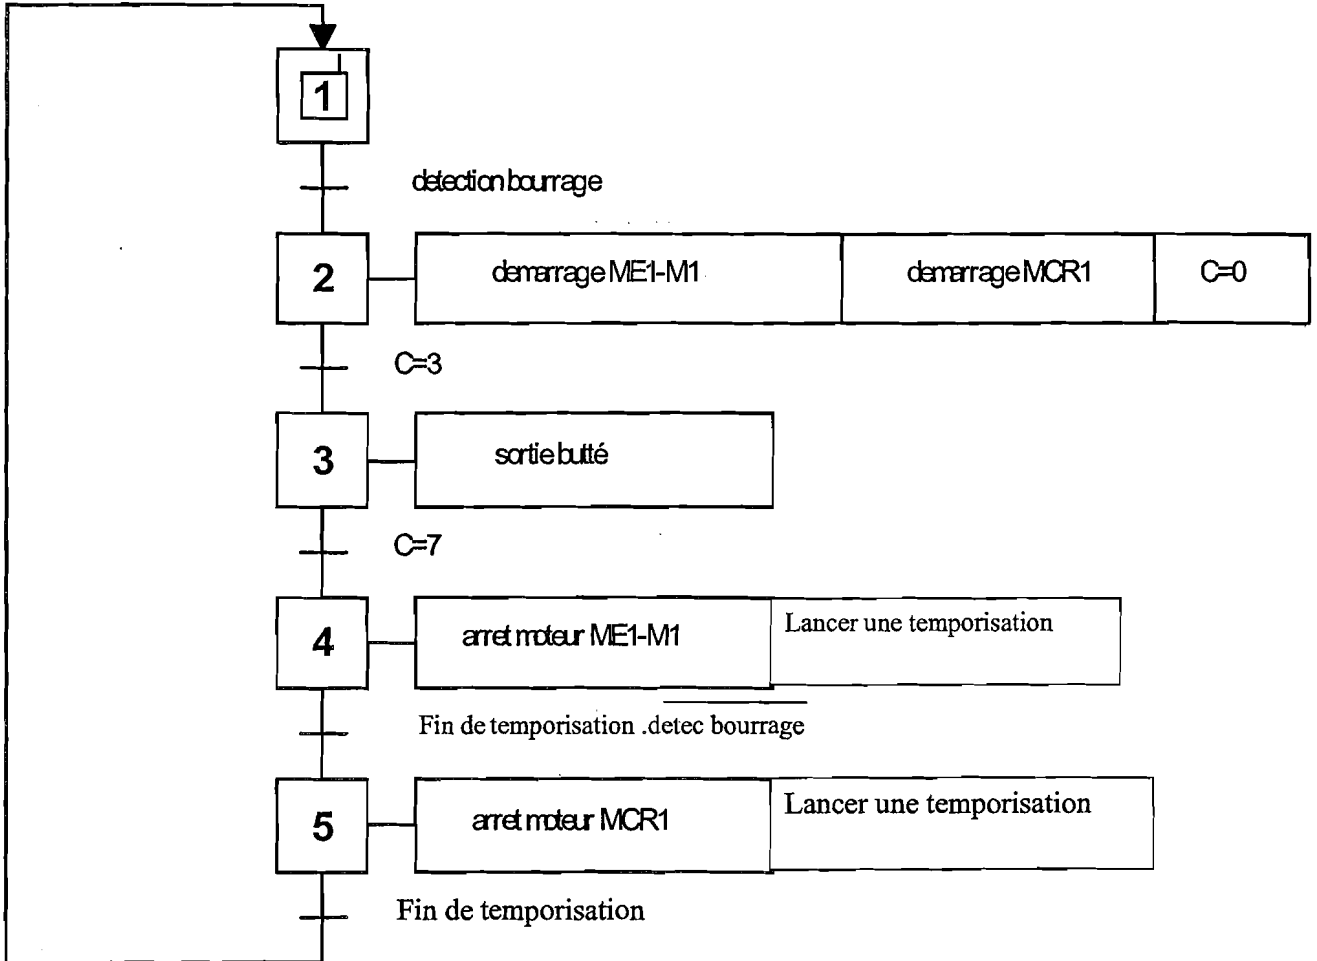 1
detection bourrage
2
demarrage ME1-M1
demarrage MCR1
C=0
C=3
3
sortie butté
C=7
4
arret moteur ME1-M1
Lancer une temporisation
Fin de temporisation .detec bourrage
5
arret moteur MCR1
Lancer une temporisation
Fin de temporisation